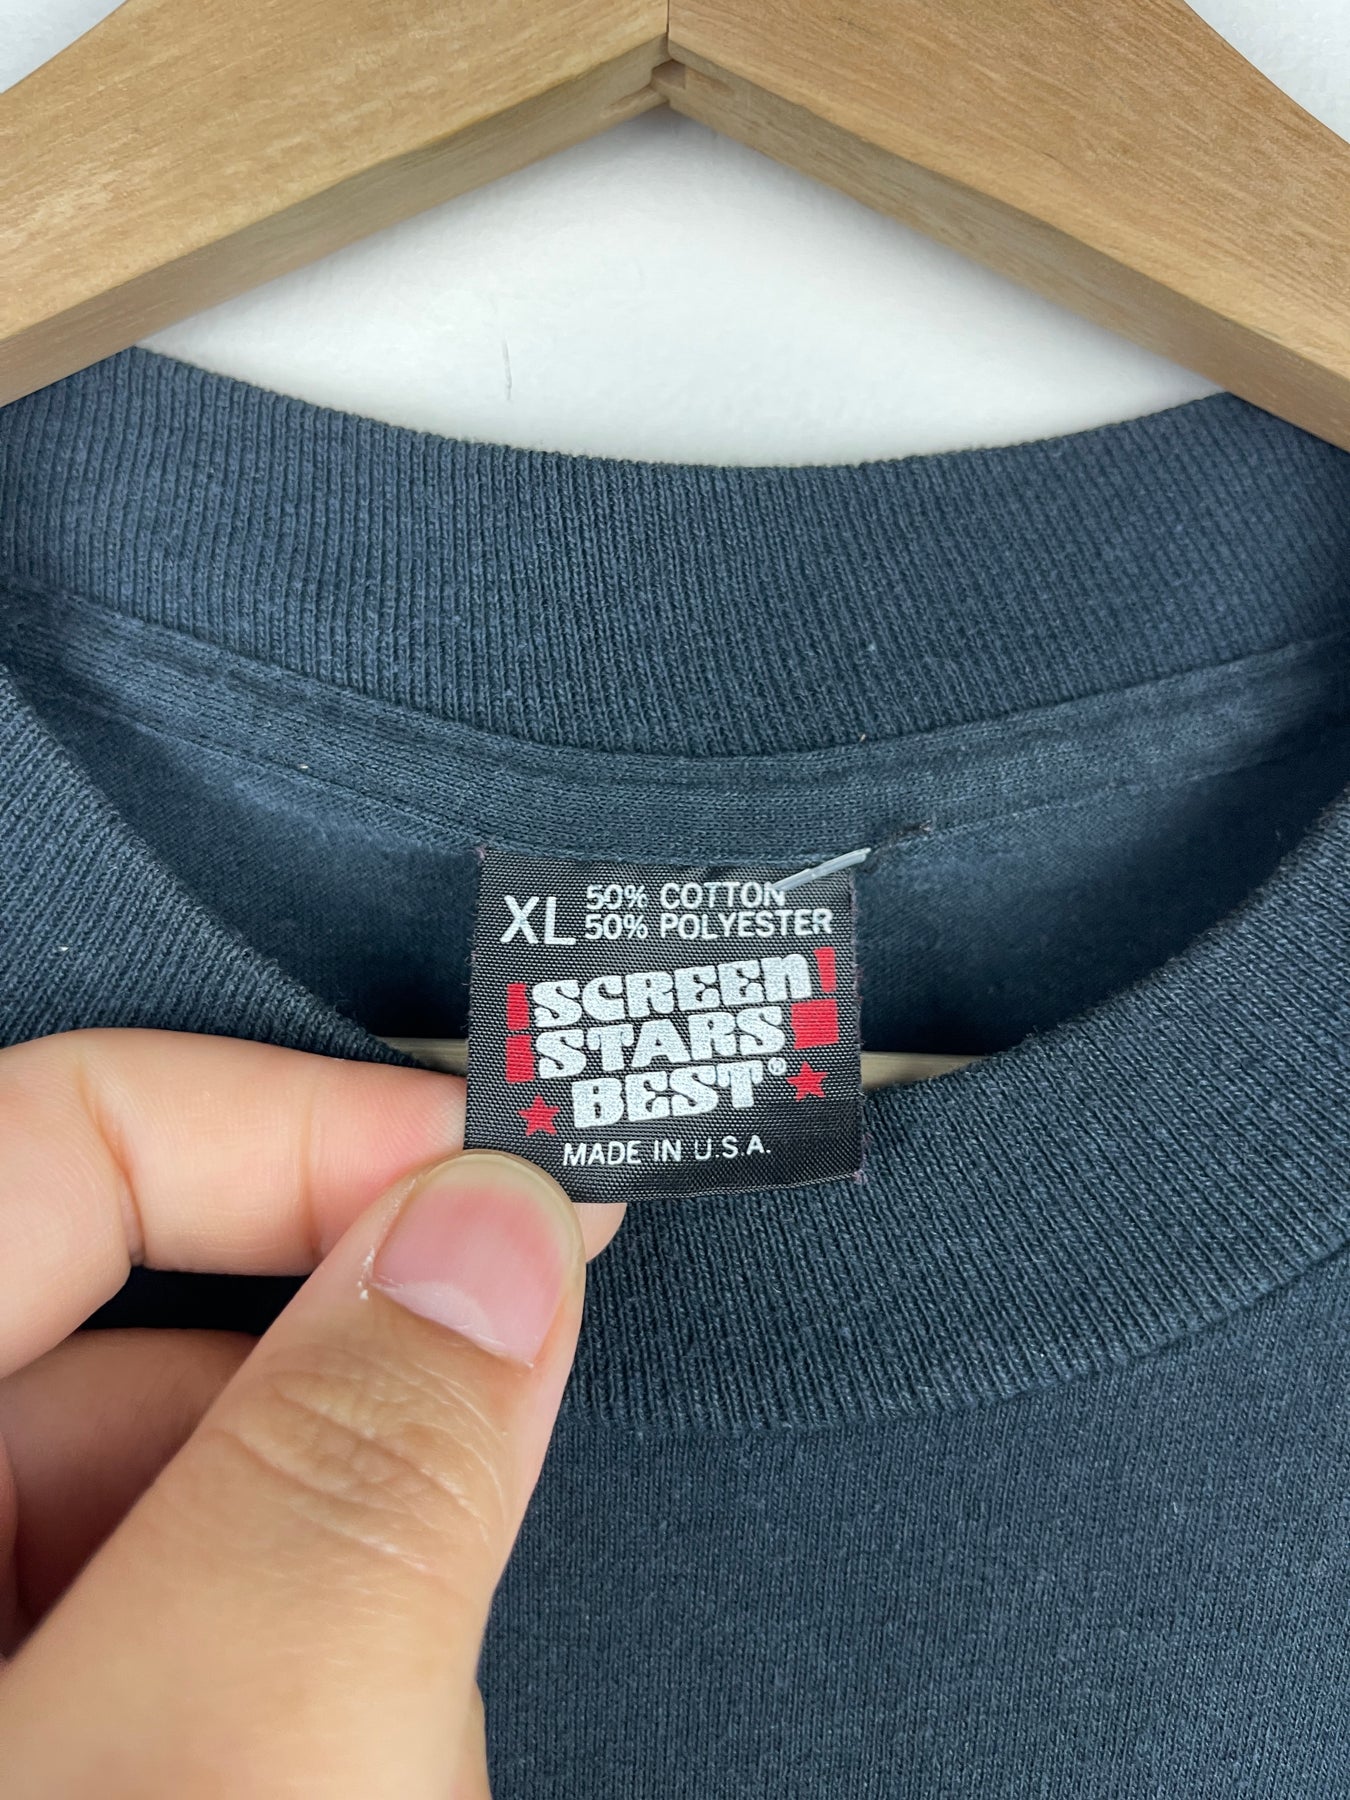 XL 50% COTTON
50% POLYESTER
SCREEN
STARS
BEST®
MADE IN U.S.A.